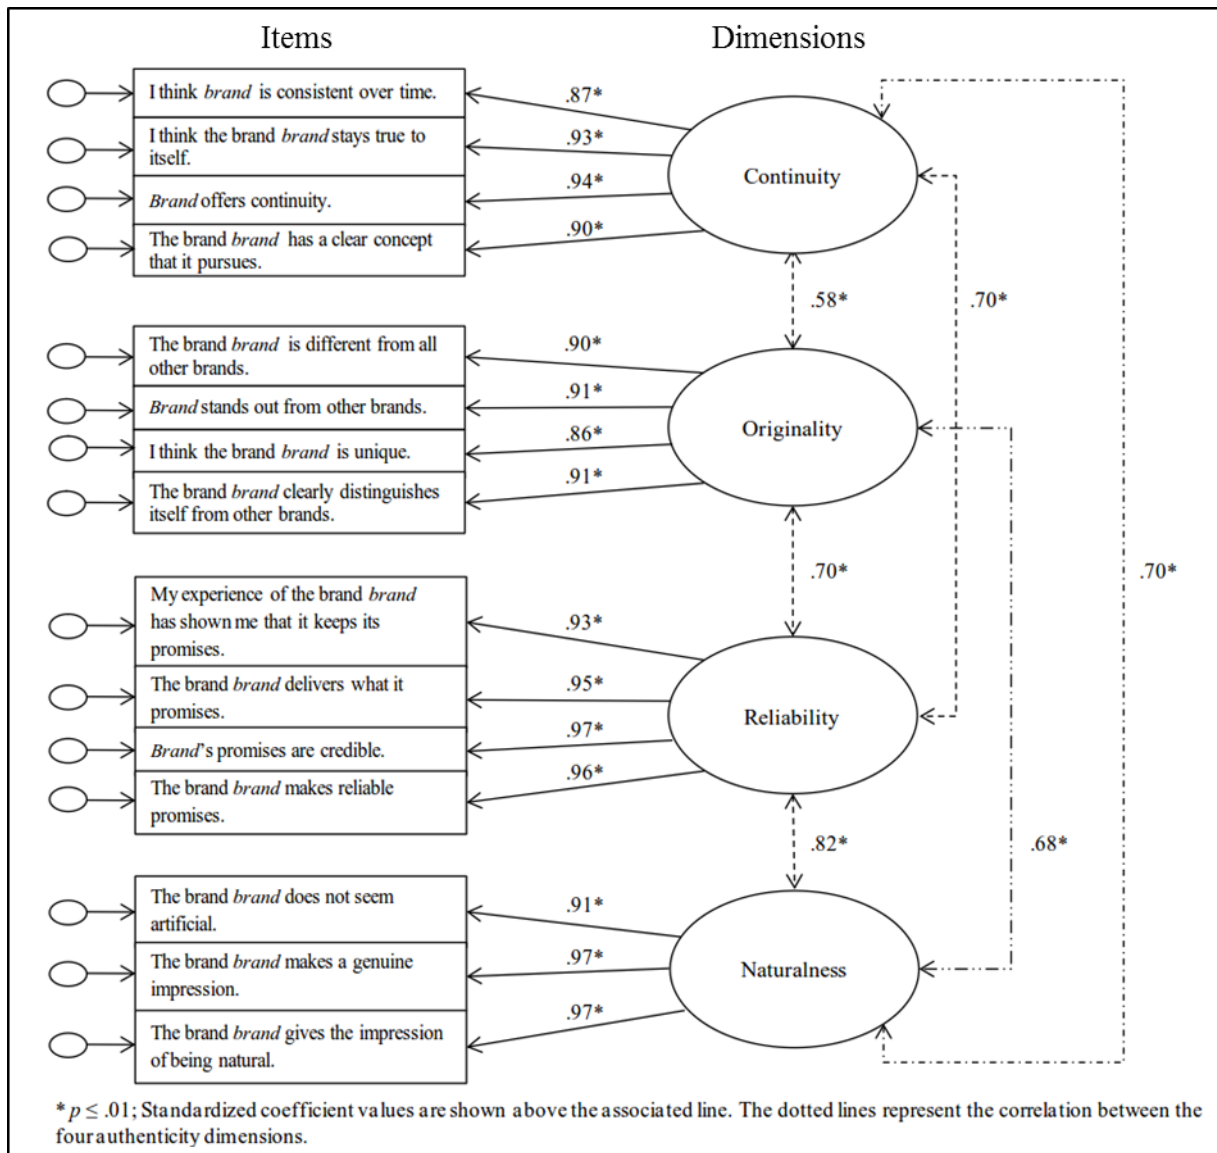 Items
Dimensions
I think brand is consistent over time.
I think the brand brand stays true to
itself.
Brand offers continuity.
The brand brand has a clear concept
that it pursues.
.87*
.93*
.94*
.90*
Continuity
.58*
.70*
The brand brand is different from all
other brands.
Brand stands out from other brands.
I think the brand brand is unique.
The brand brand clearly distinguishes
itself from other brands.
.90*
.91*
.86*
.91*
Originality
.70*
.70*
My experience of the brand brand
has shown me that it keeps its
promises.
The brand brand delivers what it
promises.
Brand's promises are credible.
The brand brand makes reliable
promises.
.93*
.95*
.97*
.96*
Reliability
.82*
.68*
The brand brand does not seem
artificial.
The brand brand makes a genuine
impression.
The brand brand gives the impression
of being natural.
.91*
.97*
.97*
Naturalness
* p ≤ .01; Standardized coefficient values are shown above the associated line. The dotted lines represent the correlation between the
four authenticity dimensions.